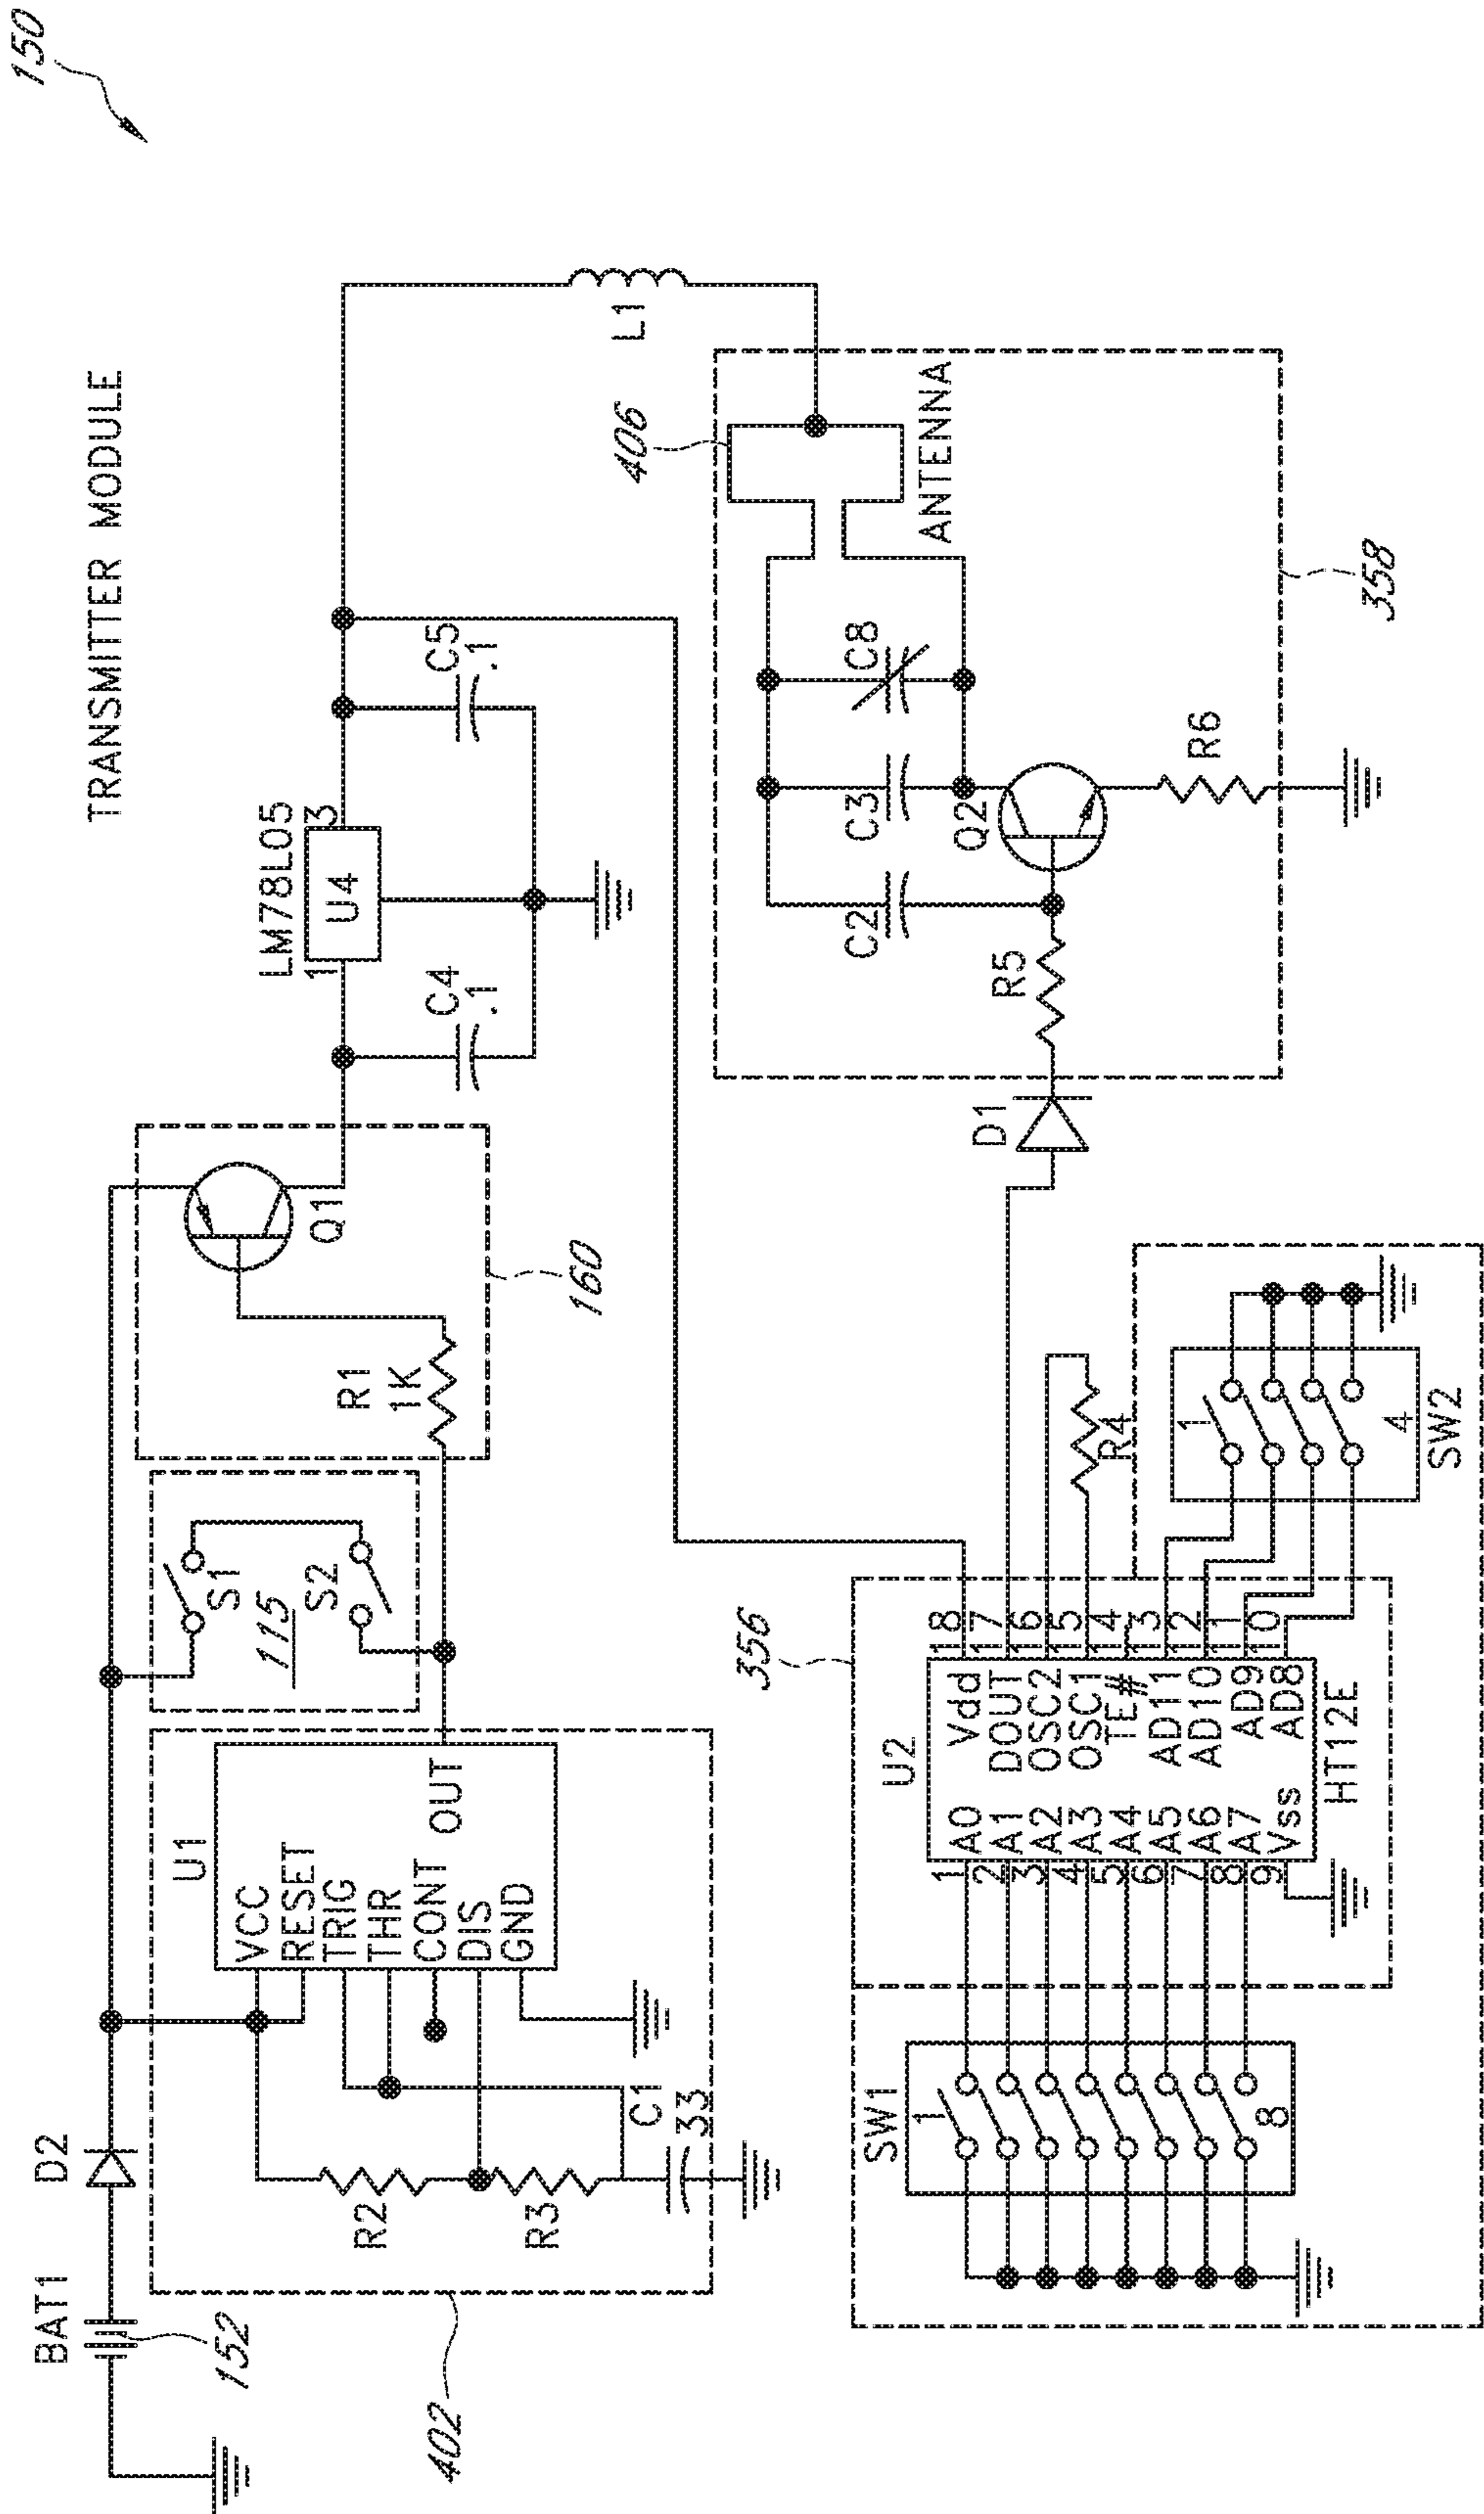 150
TRANSMITTER MODULE
BAT1
152
D2
402
U1
VCC
RESET
TRIG
THR
CONT
DIS
GND
OUT
R2
R3
C1
33
S1
115
S2
R1
1K
Q1
160
LM78L05
1
U4
3
C4
.1
C5
.1
L1
406
ANTENNA
C2
C3
C8
Q2
R5
R6
D1
358
356
SW1
1
8
U2
1 A0
2 A1
3 A2
4 A3
5 A4
6 A5
7 A6
8 A7
9 Vss
Vdd 18
DOUT 17
OSC2 16
OSC1 15
TE# 14
AD11 13
AD10 12
AD9 11
AD8 10
HT12E
R4
1
4
SW2